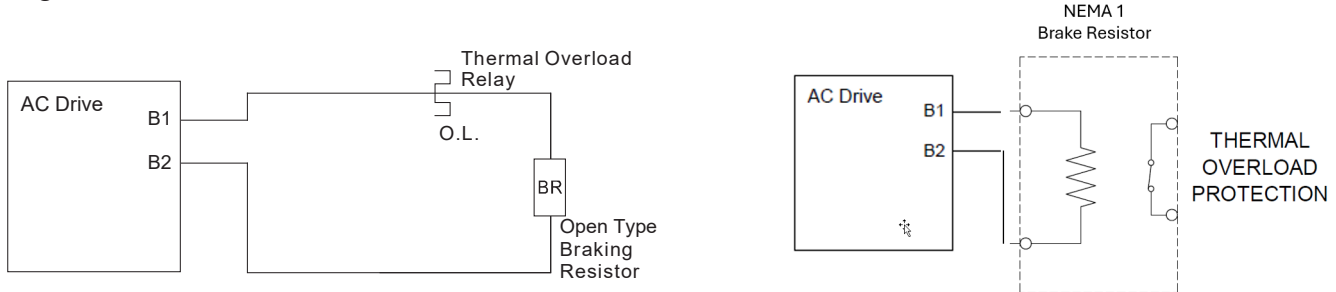 AC Drive
B1
B2
Thermal Overload
Relay
O.L.
BR
Open Type
Braking
Resistor
NEMA 1
Brake Resistor
AC Drive
B1
B2
THERMAL
OVERLOAD
PROTECTION